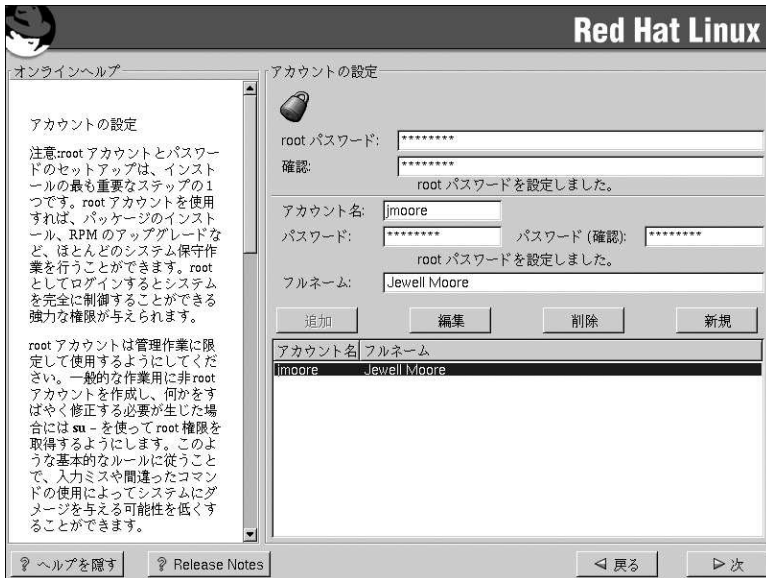 Red Hat Linux
オンラインヘルプ
アカウントの設定
注意:root アカウントとパスワー
ドのセットアップは、インスト
ールの最も重要なステップの1
つです。root アカウントを使用
すれば、パッケージのインスト
ール、RPM のアップグレードな
ど、ほとんどのシステム保守作
業を行うことができます。root
としてログインするとシステム
を完全に制御することができる
強力な権限が与えられます。
root アカウントは管理作業に限
定して使用するようにしてくだ
さい。一般的な作業用に非root
アカウントを作成し、何かをす
ばやく修正する必要が生じた場
合には su - を使って root 権限を
取得するようにします。このよ
うな基本的なルールに従うこと
で、入力ミスや間違ったコマン
ドの使用によってシステムにダ
メージを与える可能性を低くす
ることができます。
アカウントの設定
root パスワード: ********
確認: ********
root パスワードを設定しました。
アカウント名: jmoore
パスワード: ******** パスワード (確認): ********
root パスワードを設定しました。
フルネーム: Jewell Moore
追加 編集 削除 新規
アカウント名 フルネーム
jmoore Jewell Moore
? ヘルプを隠す ? Release Notes 戻る 次